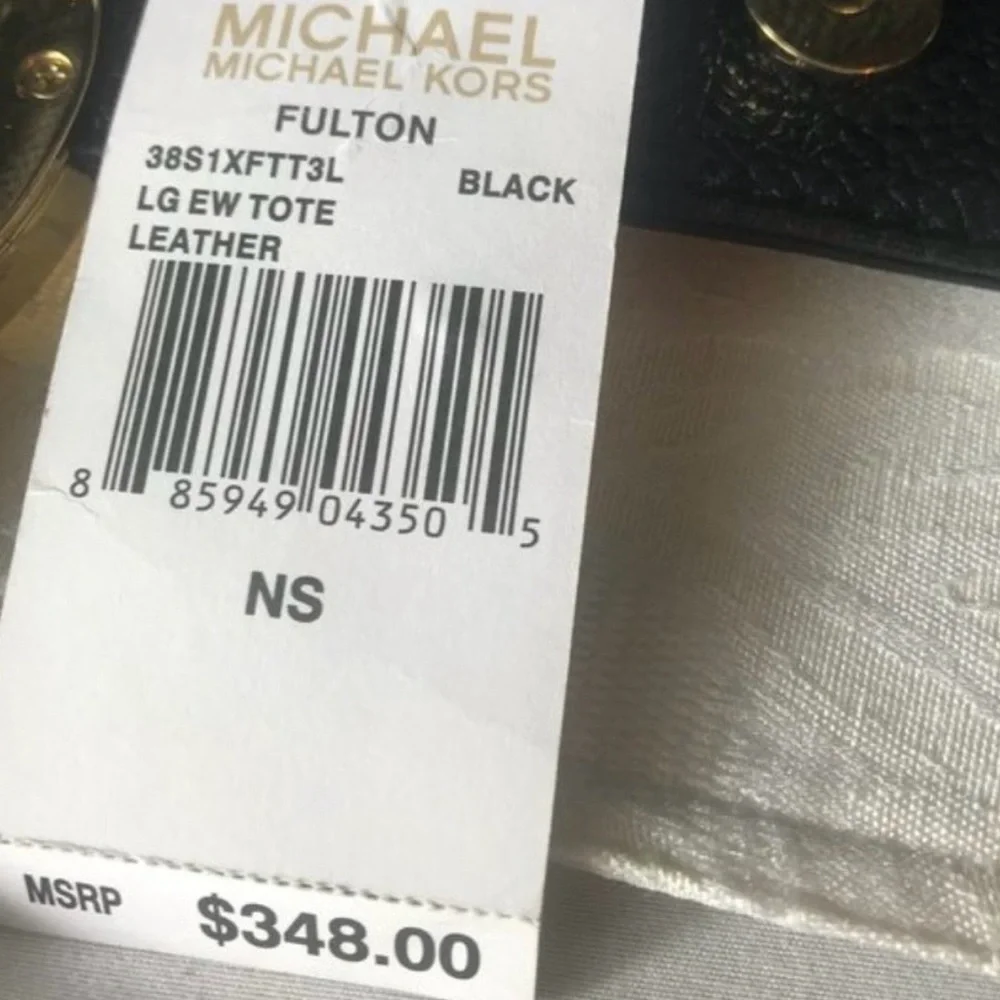 MICHAEL
MICHAEL KORS
FULTON
38S1XFTT3L BLACK
LG EW TOTE
LEATHER
8 85949 04350 5
NS
MSRP $348.00